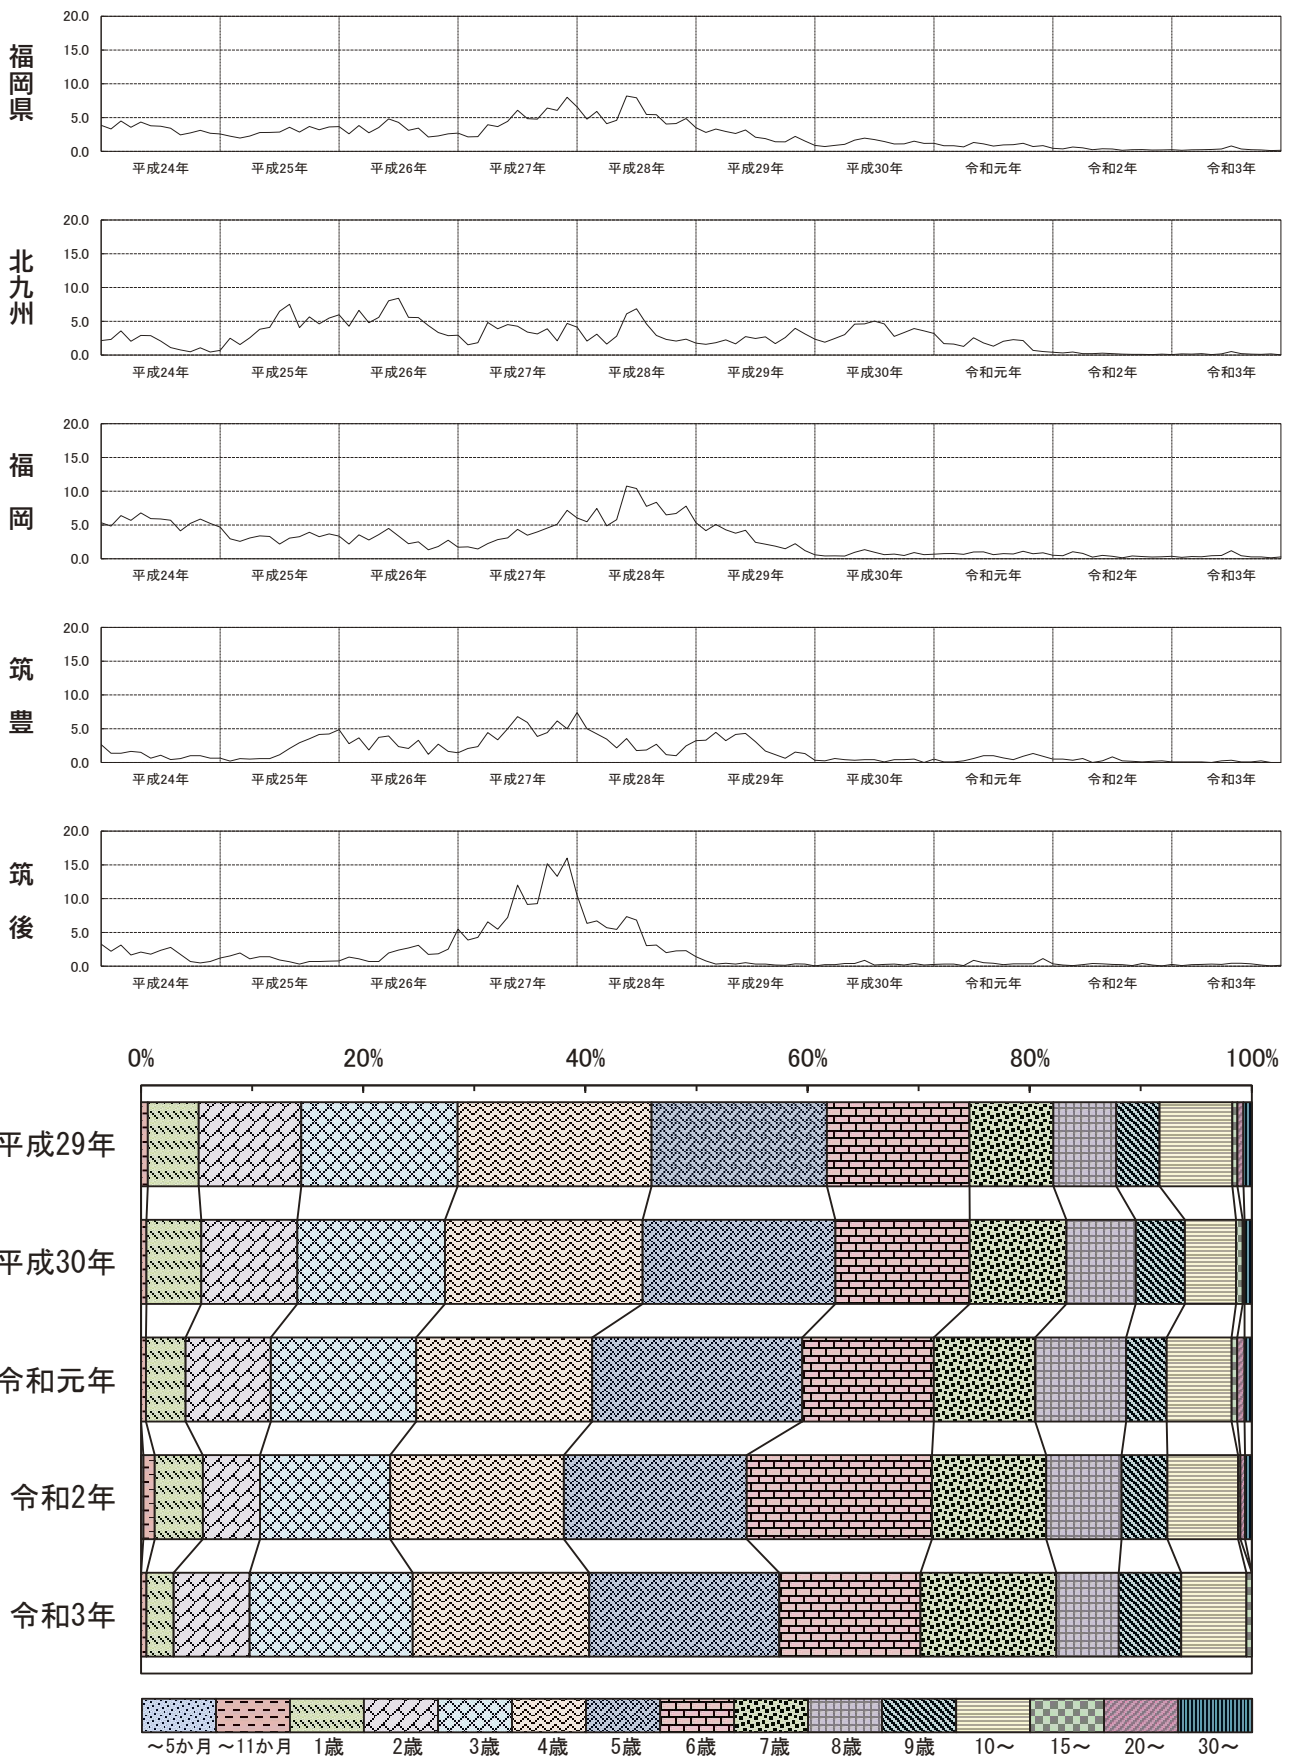 福岡県
20.0
15.0
10.0
5.0
0.0
平成24年 平成25年 平成26年 平成27年 平成28年 平成29年 平成30年 令和元年 令和2年 令和3年
北九州
20.0
15.0
10.0
5.0
0.0
平成24年 平成25年 平成26年 平成27年 平成28年 平成29年 平成30年 令和元年 令和2年 令和3年
福岡
20.0
15.0
10.0
5.0
0.0
平成24年 平成25年 平成26年 平成27年 平成28年 平成29年 平成30年 令和元年 令和2年 令和3年
筑豊
20.0
15.0
10.0
5.0
0.0
平成24年 平成25年 平成26年 平成27年 平成28年 平成29年 平成30年 令和元年 令和2年 令和3年
筑後
20.0
15.0
10.0
5.0
0.0
平成24年 平成25年 平成26年 平成27年 平成28年 平成29年 平成30年 令和元年 令和2年 令和3年
0% 20% 40% 60% 80% 100%
平成29年
平成30年
令和元年
令和2年
令和3年
～5か月 ～11か月 1歳 2歳 3歳 4歳 5歳 6歳 7歳 8歳 9歳 10～ 15～ 20～ 30～